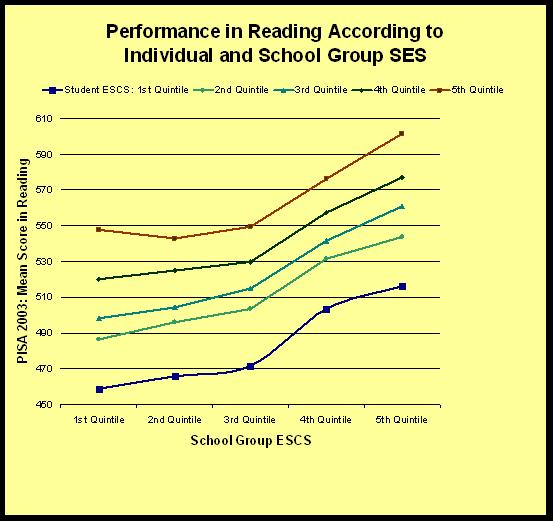 Performance in Reading According to
Individual and School Group SES
Student ESCS: 1st Quintile 2nd Quintile 3rd Quintile 4th Quintile 5th Quintile
610
590
570
550
530
510
490
470
450
PISA 2003: Mean Score in Reading
1st Quintile 2nd Quintile 3rd Quintile 4th Quintile 5th Quintile
School Group ESCS